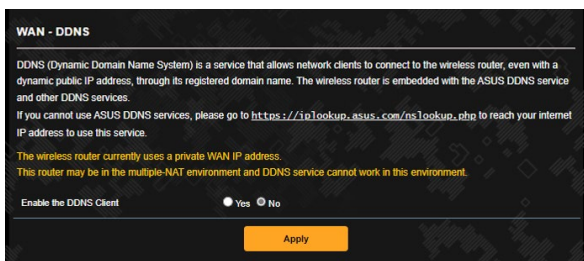 WAN - DDNS
DDNS (Dynamic Domain Name System) is a service that allows network clients to connect to the wireless router, even with a
dynamic public IP address, through its registered domain name. The wireless router is embedded with the ASUS DDNS service
and other DDNS services.
If you cannot use ASUS DDNS services, please go to https://iplookup.asus.com/nslookup.php to reach your internet
IP address to use this service.
The wireless router currently uses a private WAN IP address.
This router may be in the multiple-NAT environment and DDNS service cannot work in this environment.
Enable the DDNS Client Yes No
Apply